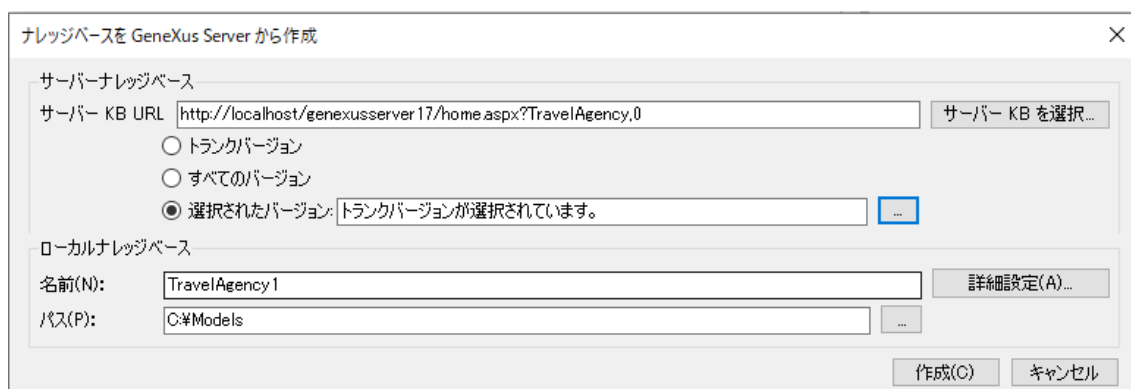 ナレッジベースを GeneXus Server から作成
サーバーナレッジベース
サーバー KB URL http://localhost/genexusserver17/home.aspx?TravelAgency,0 サーバー KB を選択...
トランクバージョン
すべてのバージョン
選択されたバージョン: トランクバージョンが選択されています。 ...
ローカルナレッジベース
名前(N): TravelAgency1 詳細設定(A)...
パス(P): C:¥Models ...
作成(C) キャンセル